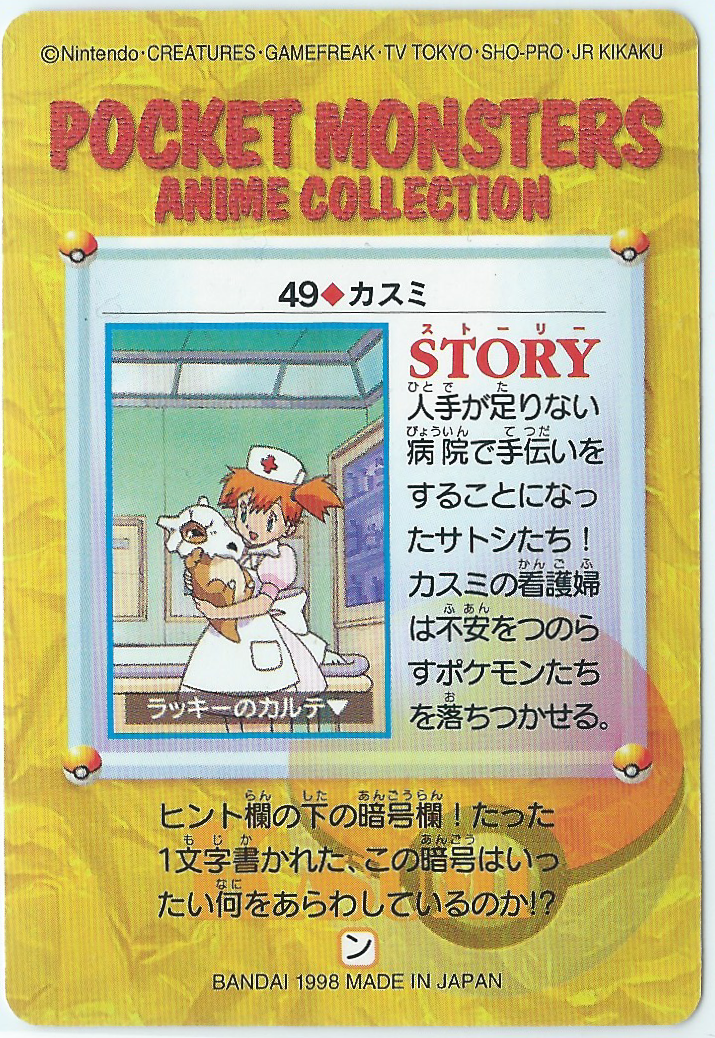 ©Nintendo·CREATURES·GAMEFREAK·TV TOKYO·SHO-PRO·JR KIKAKU
POCKET MONSTERS
ANIME COLLECTION
49◆カスミ
ストーリー
STORY
ひとで た
人手が足りない
びょういん てつだ
病院で手伝いを
することになっ
たサトシたち！
かんごふ
カスミの看護婦
ふあん
は不安をつのら
すポケモンたち
お
を落ちつかせる。
ラッキーのカルテ▼
らん した あんごうらん
ヒント欄の下の暗号欄！たった
もじか あんごう
1文字書かれた、この暗号はいっ
なに
たい何をあらわしているのか!?
ン
BANDAI 1998 MADE IN JAPAN